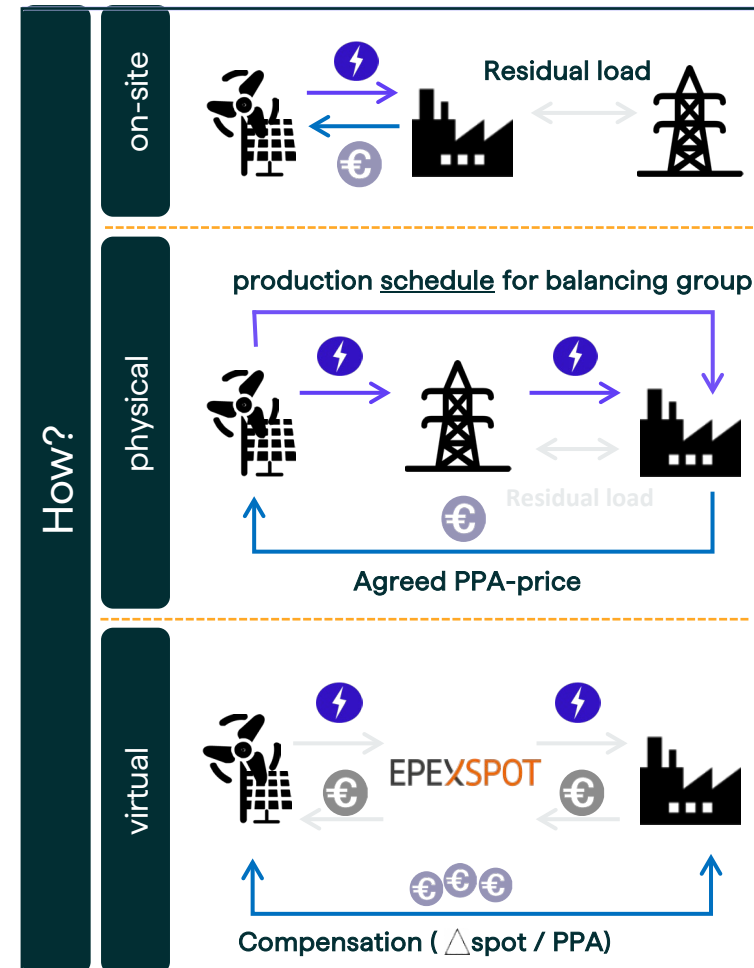 How?
on-site
Residual load
€
physical
production schedule for balancing group
Residual load
€
Agreed PPA-price
virtual
EPEXSPOT
€ €
€€€
Compensation ( △spot / PPA)